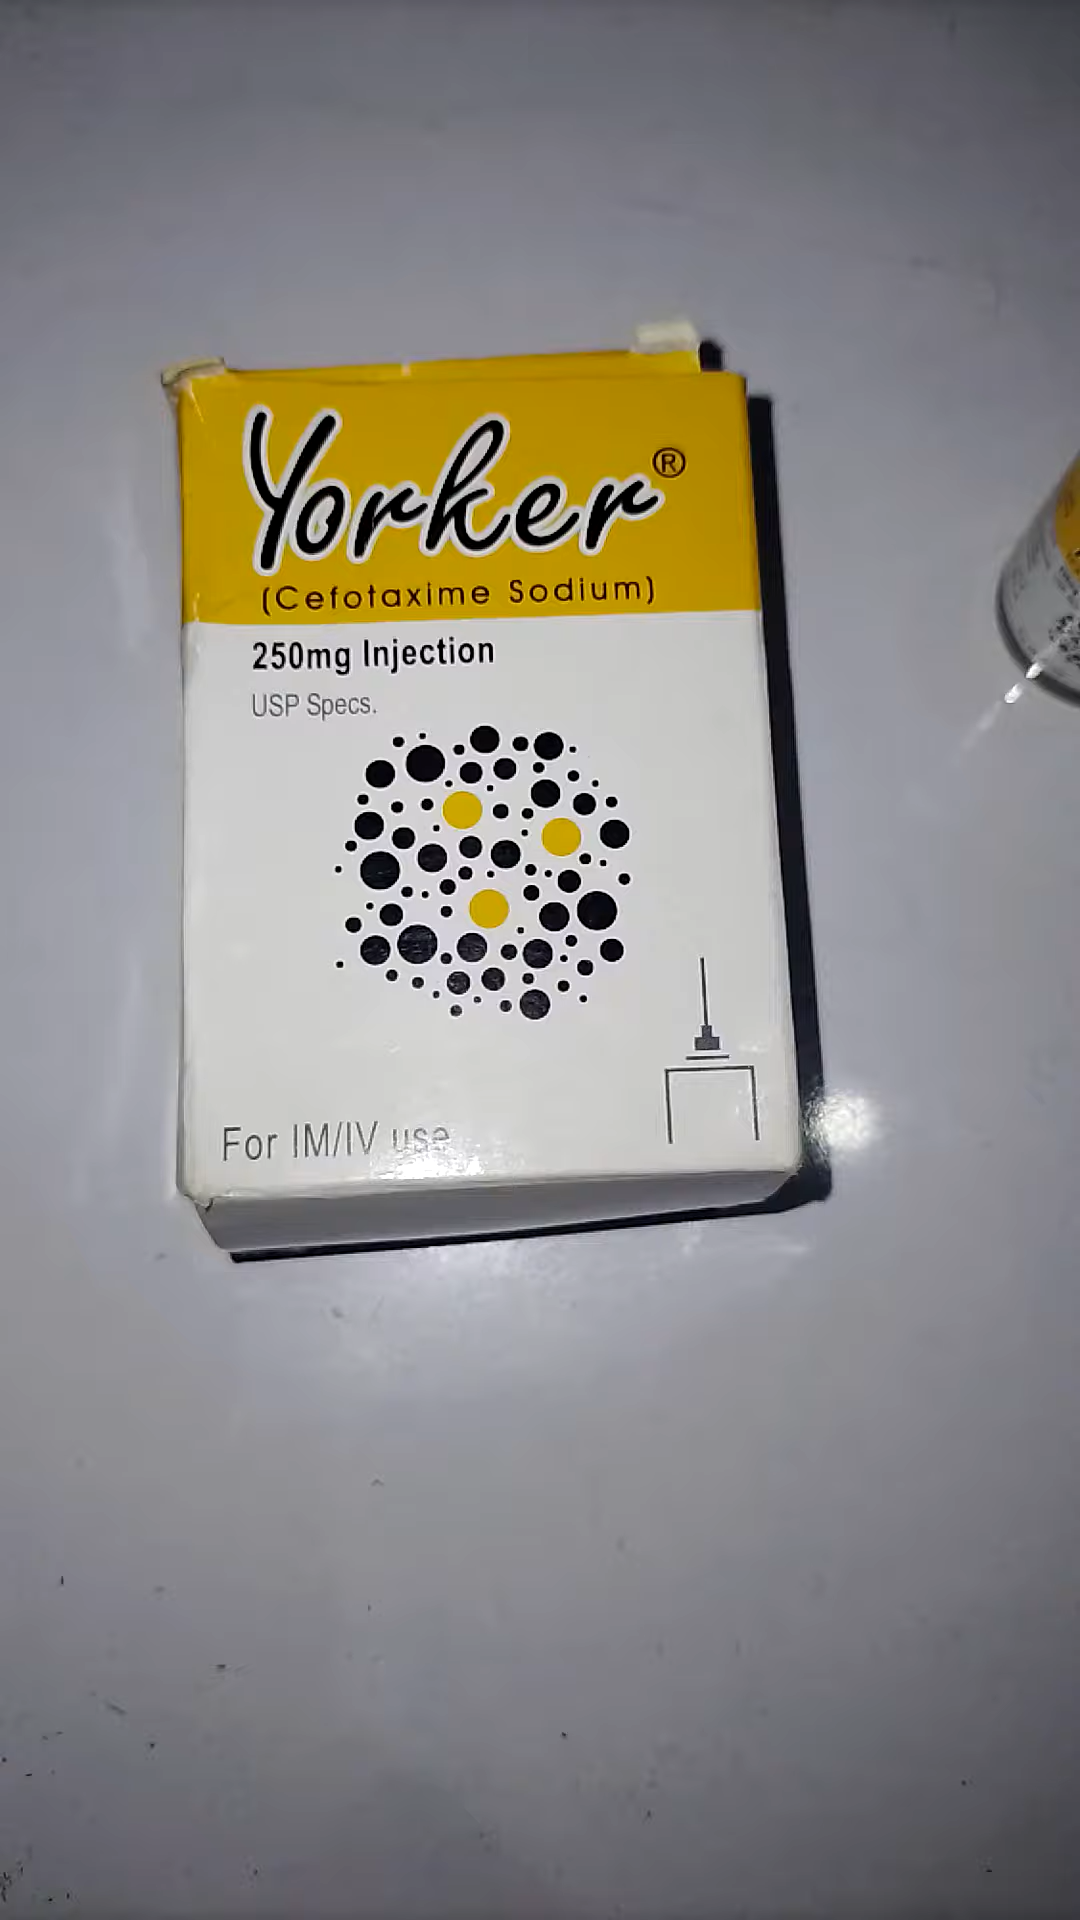 Yorker®
(Cefotaxime Sodium)
250mg Injection
USP Specs.
For IM/IV use